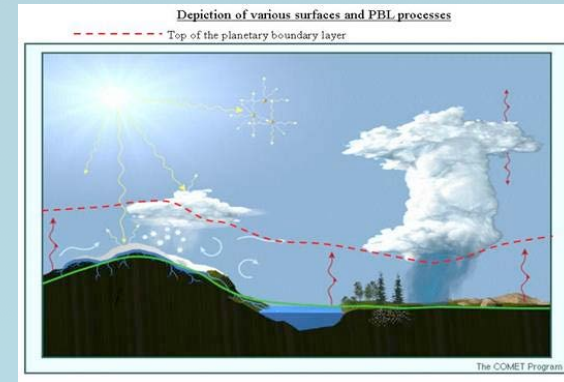 Depiction of various surfaces and PBL processes
Top of the planetary boundary layer
The COMET Program